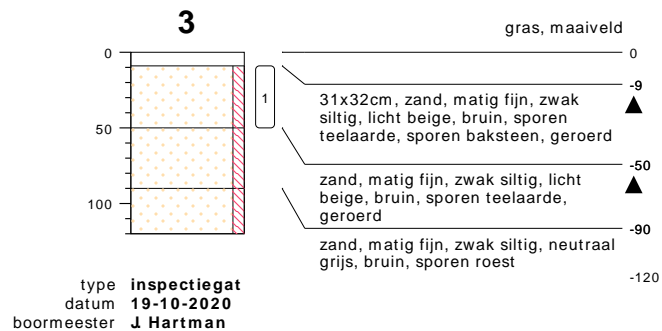 3
gras, maaiveld
0
0
-9
31x32cm, zand, matig fijn, zwak
siltig, licht beige, bruin, sporen
teelaarde, sporen baksteen, geroerd
1
50
-50
zand, matig fijn, zwak siltig, licht
beige, bruin, sporen teelaarde,
geroerd
100
-90
zand, matig fijn, zwak siltig, neutraal
grijs, bruin, sporen roest
-120
type inspectiegat
datum 19-10-2020
boormeester J. Hartman